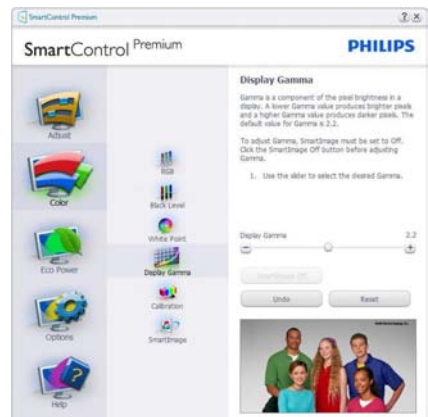 SmartControl Premium
SmartControl Premium
PHILIPS
Adjust
Color
Eco Power
Options
Help
RGB
Black Level
White Point
Display Gamma
Calibration
SmartImage
Display Gamma
Gamma is a component of the pixel brightness in a
display. A lower Gamma value produces brighter pixels
and a higher Gamma value produces darker pixels. The
default value for Gamma is 2.2.
To adjust Gamma, SmartImage must be set to Off.
Click the SmartImage Off button before adjusting
Gamma.
1. Use the slider to select the desired Gamma.
Display Gamma 2.2
SmartImage Off
Undo Reset